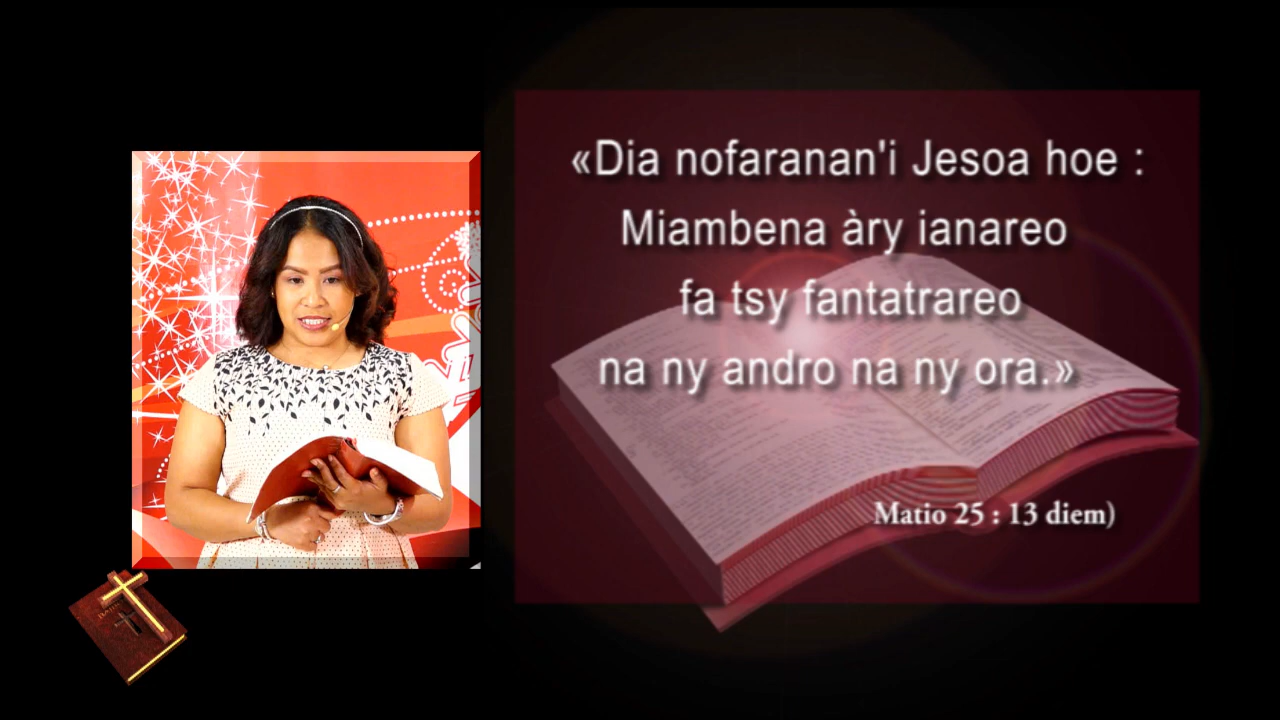 «Dia nofaranan'i Jesoa hoe :
Miambena àry ianareo
fa tsy fantatrareo
na ny andro na ny ora.»
Matio 25 : 13 diem)